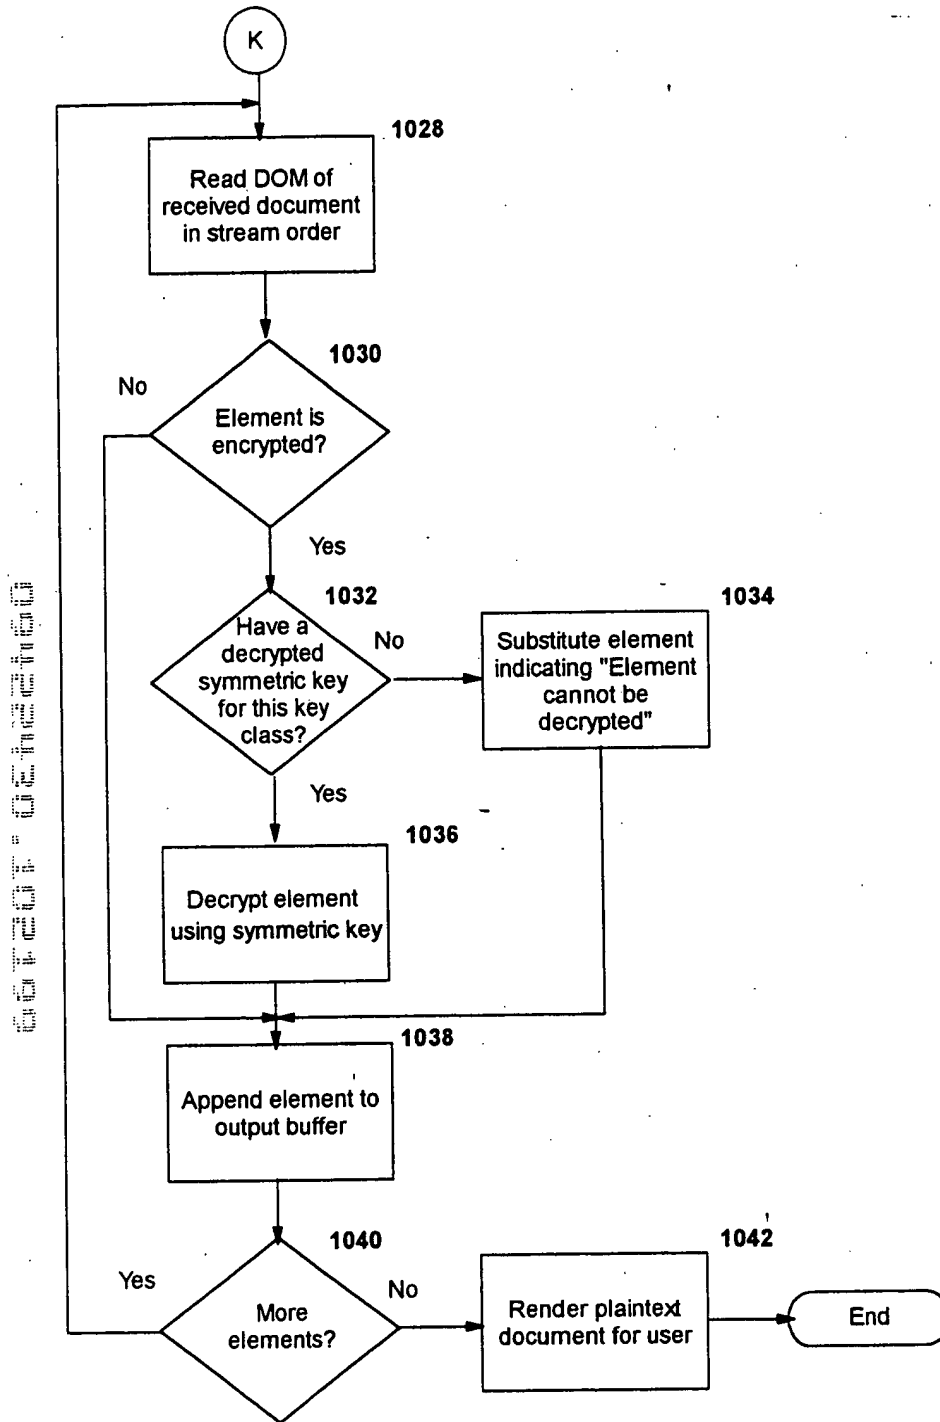 K
1028
Read DOM of
received document
in stream order
1030
No
Element is
encrypted?
Yes
1032
Have a
decrypted
symmetric key
for this key
class?
No
1034
Substitute element
indicating "Element
cannot be
decrypted"
Yes
1036
Decrypt element
using symmetric key
1038
Append element to
output buffer
1040
Yes
More
elements?
No
1042
Render plaintext
document for user
End
09422430.102199